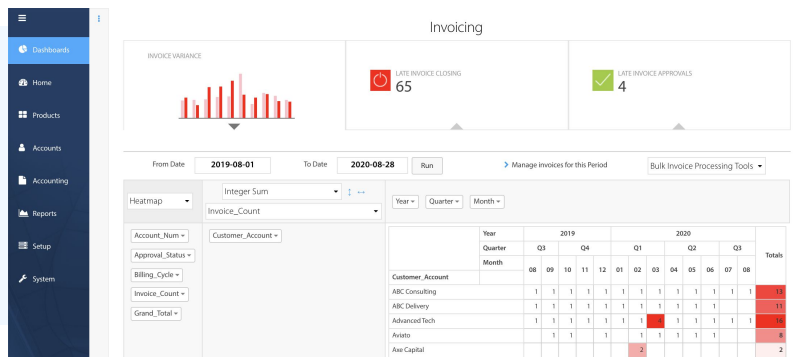 Invoicing
Dashboards
Home
Products
Accounts
Accounting
Reports
Setup
System
INVOICE VARIANCE
LATE INVOICE CLOSING
65
LATE INVOICE APPROVALS
4
From Date 2019-08-01 To Date 2020-08-28 Run Manage invoices for this Period Bulk Invoice Processing Tools
Heatmap Integer Sum
Invoice_Count
Year Quarter Month
Account_Num
Approval_Status
Billing_Cycle
Invoice_Count
Grand_Total
Customer_Account
Year 2019 2020 Totals
Quarter Q3 Q4 Q1 Q2 Q3
Month 08 09 10 11 12 01 02 03 04 05 06 07 08
Customer_Account
ABC Consulting 1 1 1 1 1 1 1 1 1 1 1 1 1 13
ABC Delivery 1 1 1 1 1 1 1 1 1 1 1 11
Advanced Tech 1 1 1 1 1 1 1 1 1 1 1 1 16
Aviato 1 1 1 1 1 1 1 1 8
Axe Capital 2 2